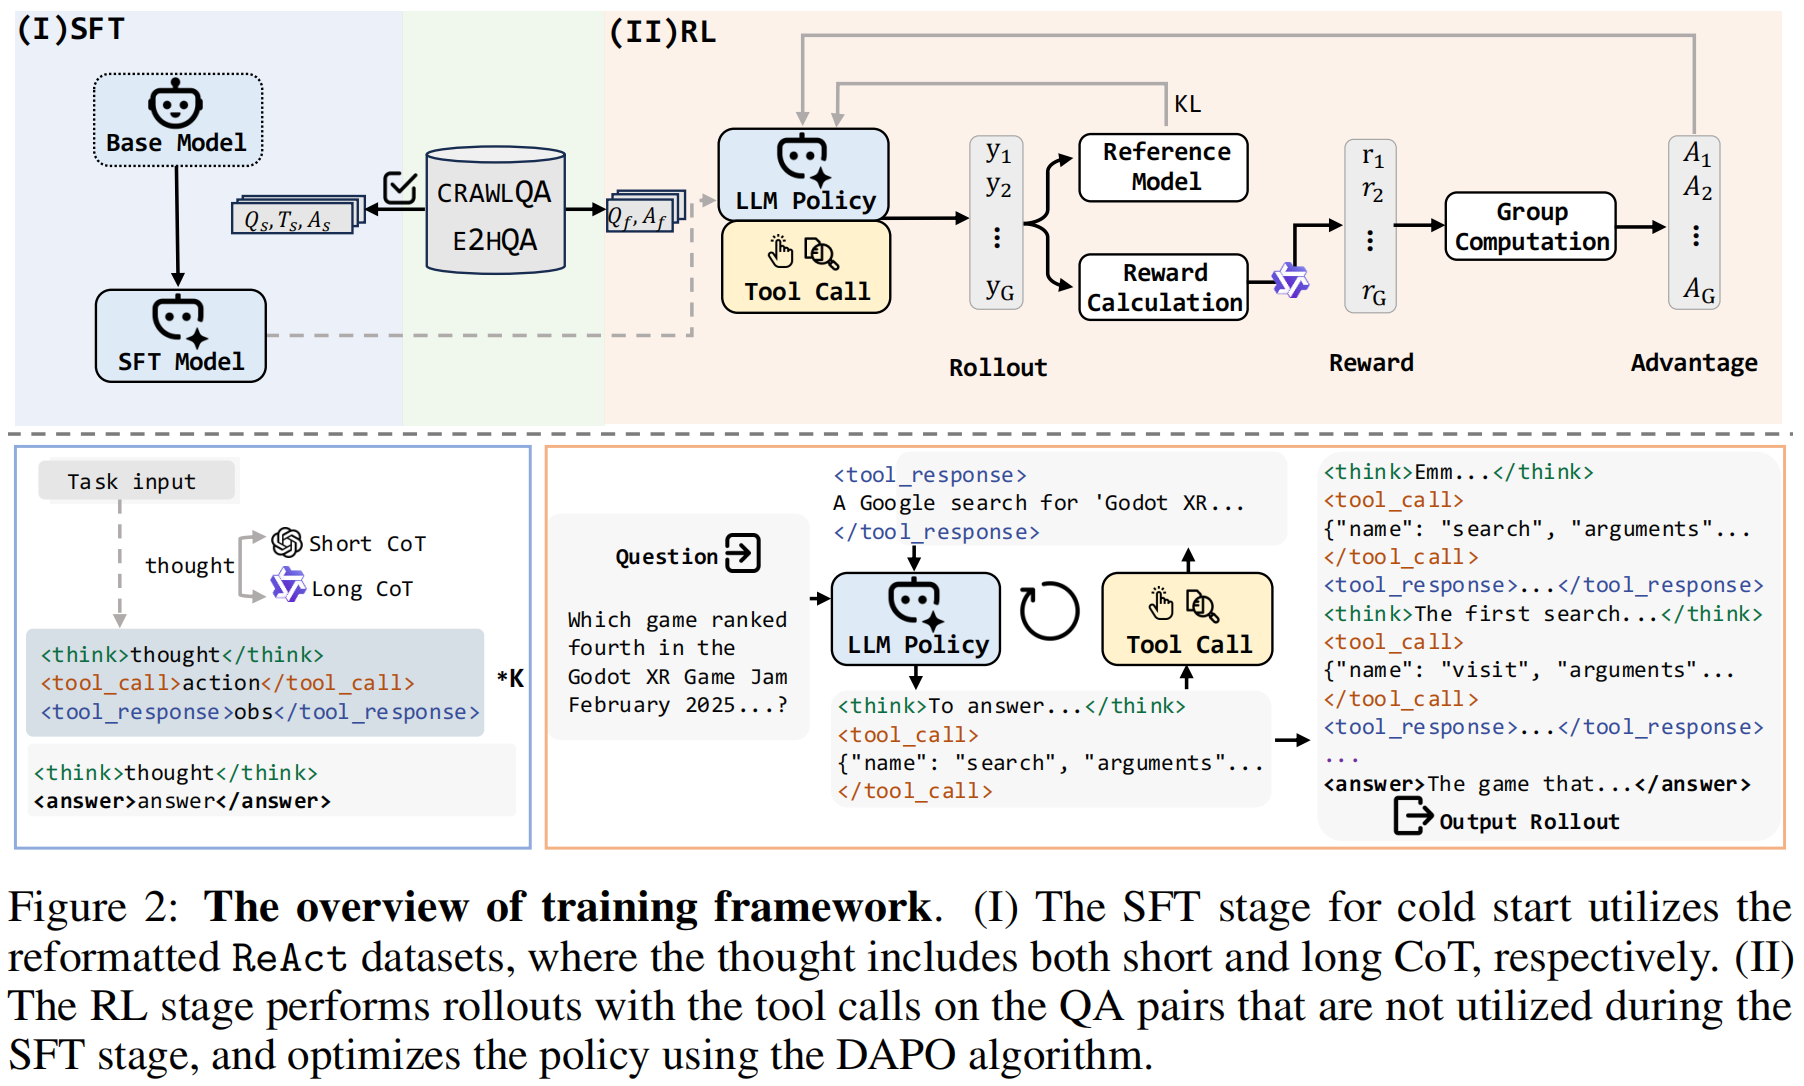 (I)SFT
Base Model
Q_s, T_s, A_s
SFT Model
CRAWLQA
E2HQA
(II)RL
Q_f, A_f
LLM Policy
Tool Call
y_1
y_2
⋮
y_G
Rollout
KL
Reference
Model
Reward
Calculation
r_1
r_2
⋮
r_G
Reward
Group
Computation
A_1
A_2
⋮
A_G
Advantage
Task input
thought
Short CoT
Long CoT
<think>thought</think>
<tool_call>action</tool_call>
<tool_response>obs</tool_response>
*K
<think>thought</think>
<answer>answer</answer>
Question
Which game ranked
fourth in the
Godot XR Game Jam
February 2025...?
<tool_response>
A Google search for 'Godot XR...
</tool_response>
LLM Policy
Tool Call
<think>To answer...</think>
<tool_call>
{"name": "search", "arguments"...
</tool_call>
<think>Emm...</think>
<tool_call>
{"name": "search", "arguments"...
</tool_call>
<tool_response>...</tool_response>
<think>The first search...</think>
<tool_call>
{"name": "visit", "arguments"...
</tool_call>
<tool_response>...</tool_response>
...
<answer>The game that...</answer>
Output Rollout
Figure 2: The overview of training framework. (I) The SFT stage for cold start utilizes the
reformatted ReAct datasets, where the thought includes both short and long CoT, respectively. (II)
The RL stage performs rollouts with the tool calls on the QA pairs that are not utilized during the
SFT stage, and optimizes the policy using the DAPO algorithm.